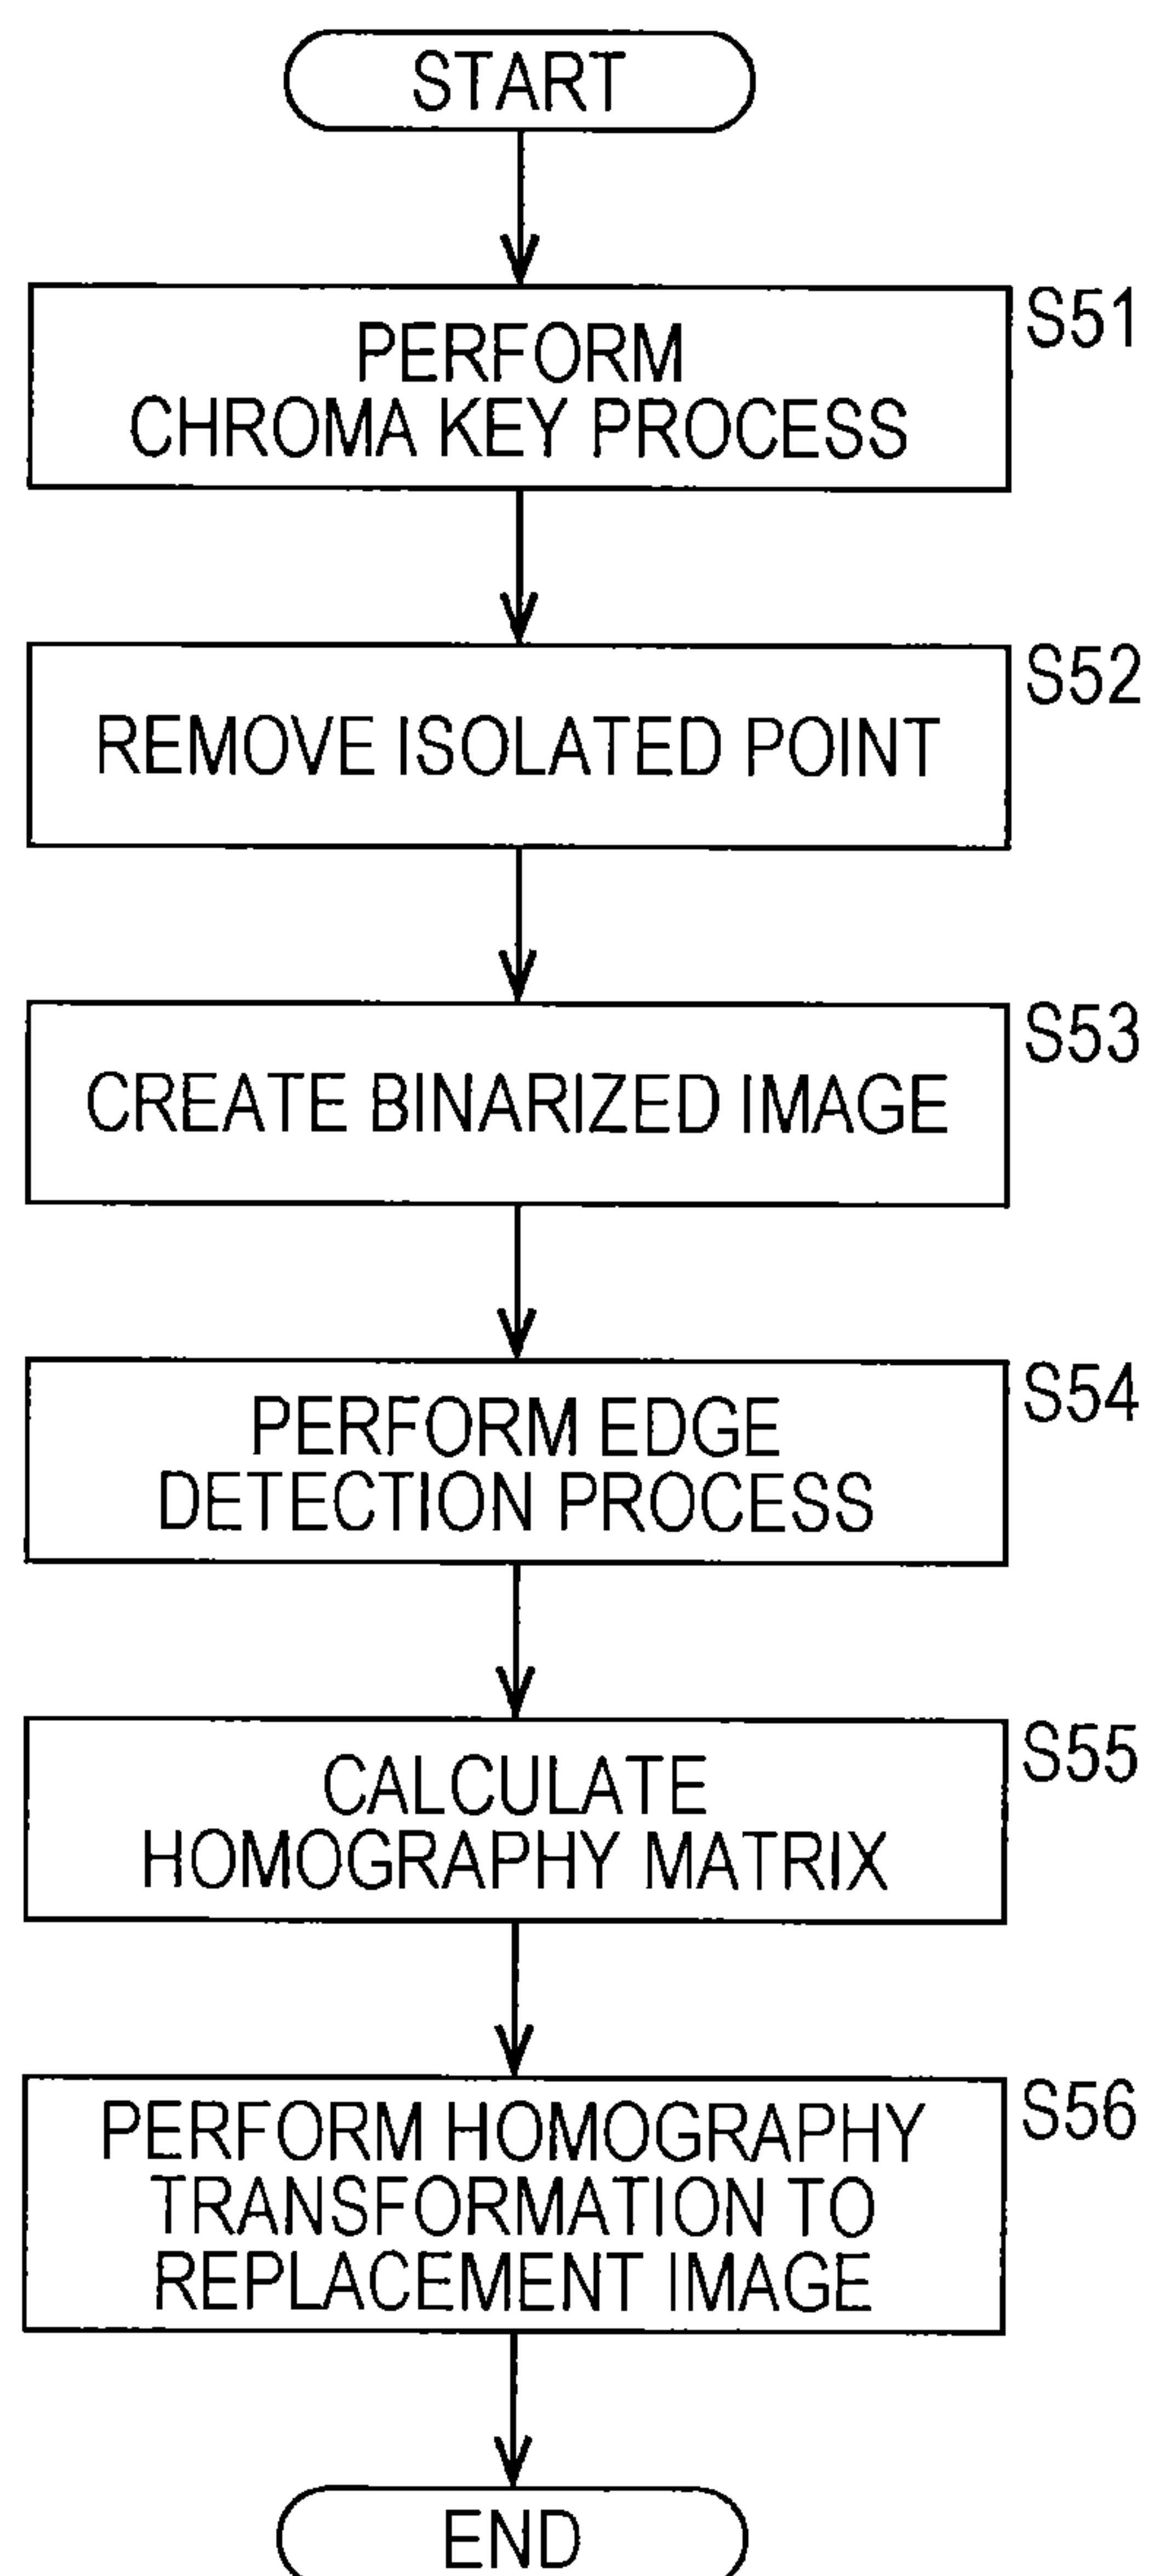 START
S51
PERFORM
CHROMA KEY PROCESS
S52
REMOVE ISOLATED POINT
S53
CREATE BINARIZED IMAGE
S54
PERFORM EDGE
DETECTION PROCESS
S55
CALCULATE
HOMOGRAPHY MATRIX
S56
PERFORM HOMOGRAPHY
TRANSFORMATION TO
REPLACEMENT IMAGE
END